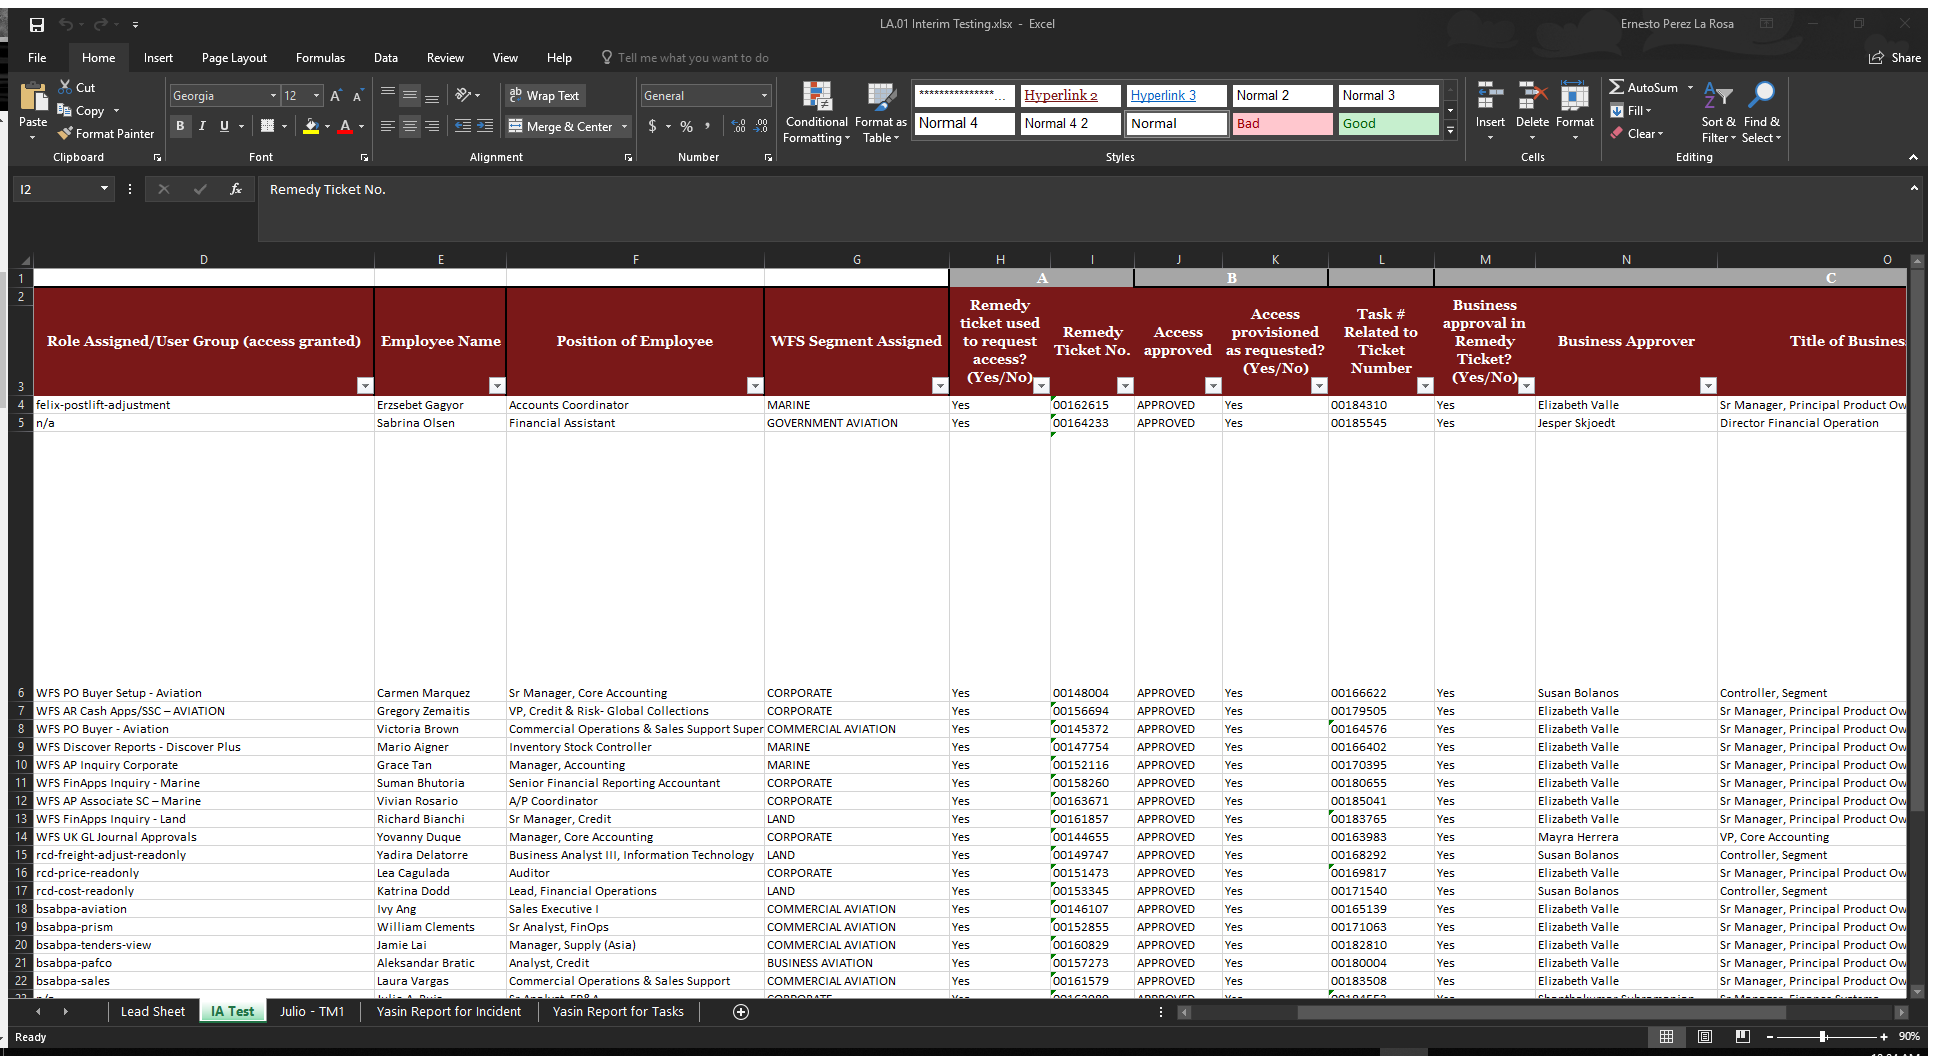 LA.01 Interim Testing.xlsx - Excel
Ernesto Perez La Rosa
File Home Insert Page Layout Formulas Data Review View Help Tell me what you want to do
Share
Paste
Cut
Copy
Format Painter
Clipboard
Georgia 12
B I U
Font
Wrap Text
Merge & Center
Alignment
General
$ % ,
Number
Conditional Formatting
Format as Table
***************... Hyperlink 2 Hyperlink 3 Normal 2 Normal 3
Normal 4 Normal 4 2 Normal Bad Good
Styles
Insert Delete Format
Cells
AutoSum
Fill
Clear
Sort & Filter
Find & Select
Editing
I2 fx Remedy Ticket No.
D E F G H I J K L M N O
1 A B C
2 3 Role Assigned/User Group (access granted) Employee Name Position of Employee WFS Segment Assigned Remedy ticket used to request access? (Yes/No) Remedy Ticket No. Access approved Access provisioned as requested? (Yes/No) Task # Related to Ticket Number Business approval in Remedy Ticket? (Yes/No) Business Approver Title of Busines
4 felix-postlift-adjustment Erzsebet Gagyor Accounts Coordinator MARINE Yes 00162615 APPROVED Yes 00184310 Yes Elizabeth Valle Sr Manager, Principal Product Ow
5 n/a Sabrina Olsen Financial Assistant GOVERNMENT AVIATION Yes 00164233 APPROVED Yes 00185545 Yes Jesper Skjoedt Director Financial Operation
6 WFS PO Buyer Setup - Aviation Carmen Marquez Sr Manager, Core Accounting CORPORATE Yes 00148004 APPROVED Yes 00166622 Yes Susan Bolanos Controller, Segment
7 WFS AR Cash Apps/SSC – AVIATION Gregory Zemaitis VP, Credit & Risk- Global Collections CORPORATE Yes 00156694 APPROVED Yes 00179505 Yes Elizabeth Valle Sr Manager, Principal Product Ow
8 WFS PO Buyer - Aviation Victoria Brown Commercial Operations & Sales Support Super COMMERCIAL AVIATION Yes 00145372 APPROVED Yes 00164576 Yes Elizabeth Valle Sr Manager, Principal Product Ow
9 WFS Discover Reports - Discover Plus Mario Aigner Inventory Stock Controller MARINE Yes 00147754 APPROVED Yes 00166402 Yes Elizabeth Valle Sr Manager, Principal Product Ow
10 WFS AP Inquiry Corporate Grace Tan Manager, Accounting MARINE Yes 00152116 APPROVED Yes 00170395 Yes Elizabeth Valle Sr Manager, Principal Product Ow
11 WFS FinApps Inquiry - Marine Suman Bhutoria Senior Financial Reporting Accountant CORPORATE Yes 00158260 APPROVED Yes 00180655 Yes Elizabeth Valle Sr Manager, Principal Product Ow
12 WFS AP Associate SC – Marine Vivian Rosario A/P Coordinator CORPORATE Yes 00163671 APPROVED Yes 00185041 Yes Elizabeth Valle Sr Manager, Principal Product Ow
13 WFS FinApps Inquiry - Land Richard Bianchi Sr Manager, Credit LAND Yes 00161857 APPROVED Yes 00183765 Yes Elizabeth Valle Sr Manager, Principal Product Ow
14 WFS UK GL Journal Approvals Yovanny Duque Manager, Core Accounting CORPORATE Yes 00144655 APPROVED Yes 00163983 Yes Mayra Herrera VP, Core Accounting
15 rcd-freight-adjust-readonly Yadira Delatorre Business Analyst III, Information Technology LAND Yes 00149747 APPROVED Yes 00168292 Yes Susan Bolanos Controller, Segment
16 rcd-price-readonly Lea Cagulada Auditor CORPORATE Yes 00151473 APPROVED Yes 00169817 Yes Elizabeth Valle Sr Manager, Principal Product Ow
17 rcd-cost-readonly Katrina Dodd Lead, Financial Operations LAND Yes 00153345 APPROVED Yes 00171540 Yes Susan Bolanos Controller, Segment
18 bsabpa-aviation Ivy Ang Sales Executive I COMMERCIAL AVIATION Yes 00146107 APPROVED Yes 00165139 Yes Elizabeth Valle Sr Manager, Principal Product Ow
19 bsabpa-prism William Clements Sr Analyst, FinOps COMMERCIAL AVIATION Yes 00152855 APPROVED Yes 00171063 Yes Elizabeth Valle Sr Manager, Principal Product Ow
20 bsabpa-tenders-view Jamie Lai Manager, Supply (Asia) COMMERCIAL AVIATION Yes 00160829 APPROVED Yes 00182810 Yes Elizabeth Valle Sr Manager, Principal Product Ow
21 bsabpa-pafco Aleksandar Bratic Analyst, Credit BUSINESS AVIATION Yes 00157273 APPROVED Yes 00180004 Yes Elizabeth Valle Sr Manager, Principal Product Ow
22 bsabpa-sales Laura Vargas Commercial Operations & Sales Support COMMERCIAL AVIATION Yes 00161579 APPROVED Yes 00183508 Yes Elizabeth Valle Sr Manager, Principal Product Ow
Lead Sheet IA Test Julio - TM1 Yasin Report for Incident Yasin Report for Tasks
Ready
90%